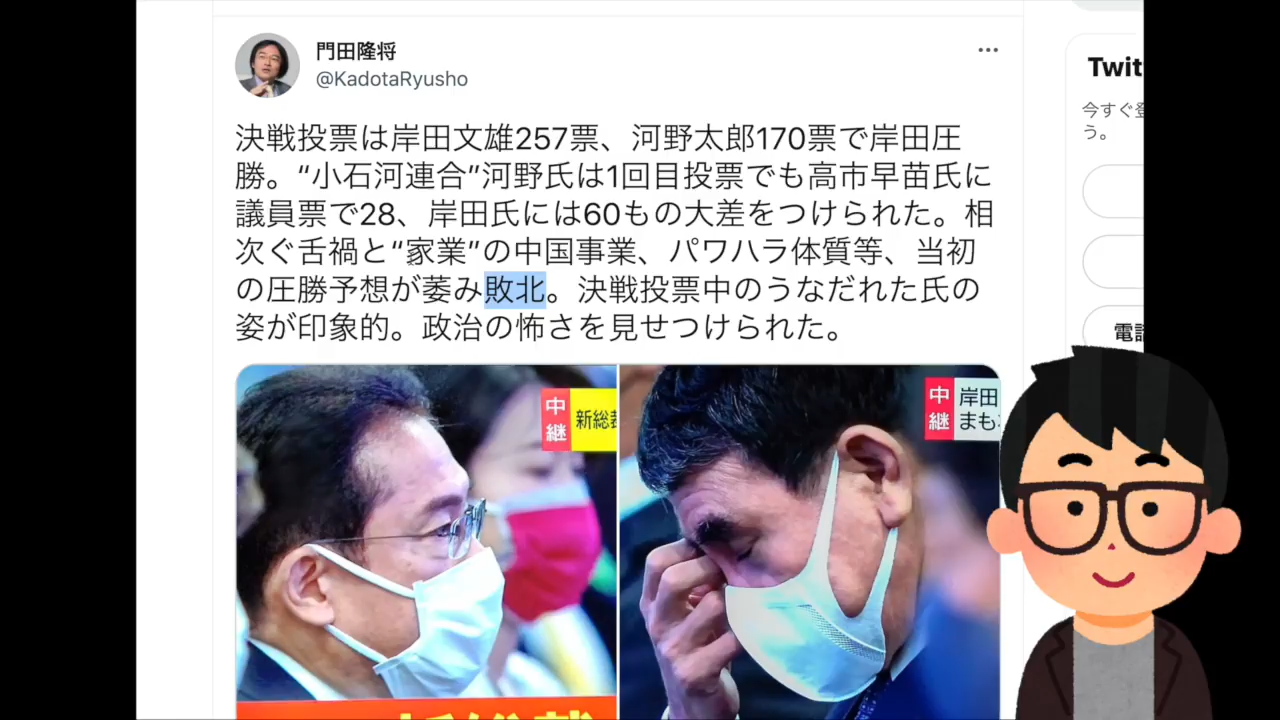 門田隆将
@KadotaRyusho
決戦投票は岸田文雄257票、河野太郎170票で岸田圧
勝。“小石河連合”河野氏は1回目投票でも高市早苗氏に
議員票で28、岸田氏には60もの大差をつけられた。相
次ぐ舌禍と“家業”の中国事業、パワハラ体質等、当初
の圧勝予想が萎み敗北。決戦投票中のうなだれた氏の
姿が印象的。政治の怖さを見せつけられた。
中継
新総
中継
岸田
まも
Twit
今すぐ登
う。
電話